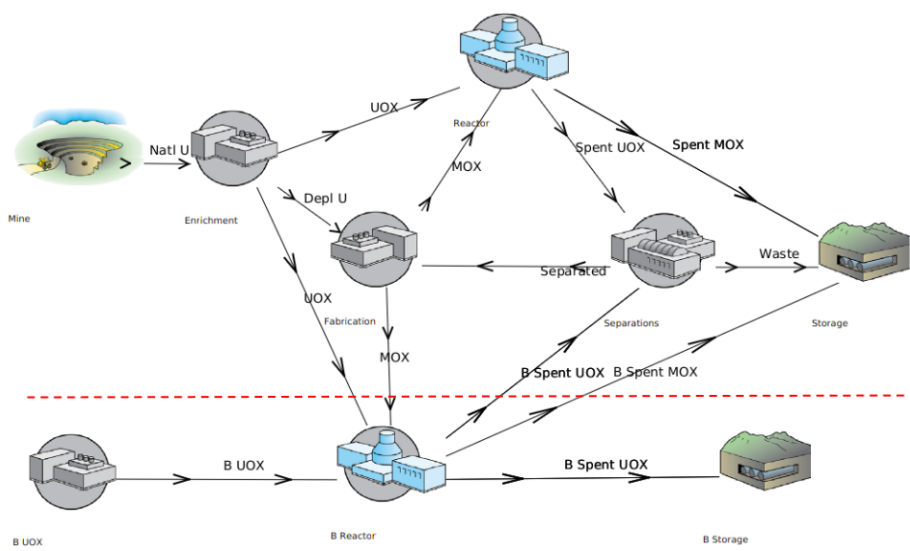 UOX
Reactor
Natl U
Spent UOX
Spent MOX
MOX
Depl U
Mine
Enrichment
Separated
Waste
UOX
Fabrication
Separations
Storage
MOX
B Spent UOX
B Spent MOX
B UOX
B Spent UOX
B UOX
B Reactor
B Storage